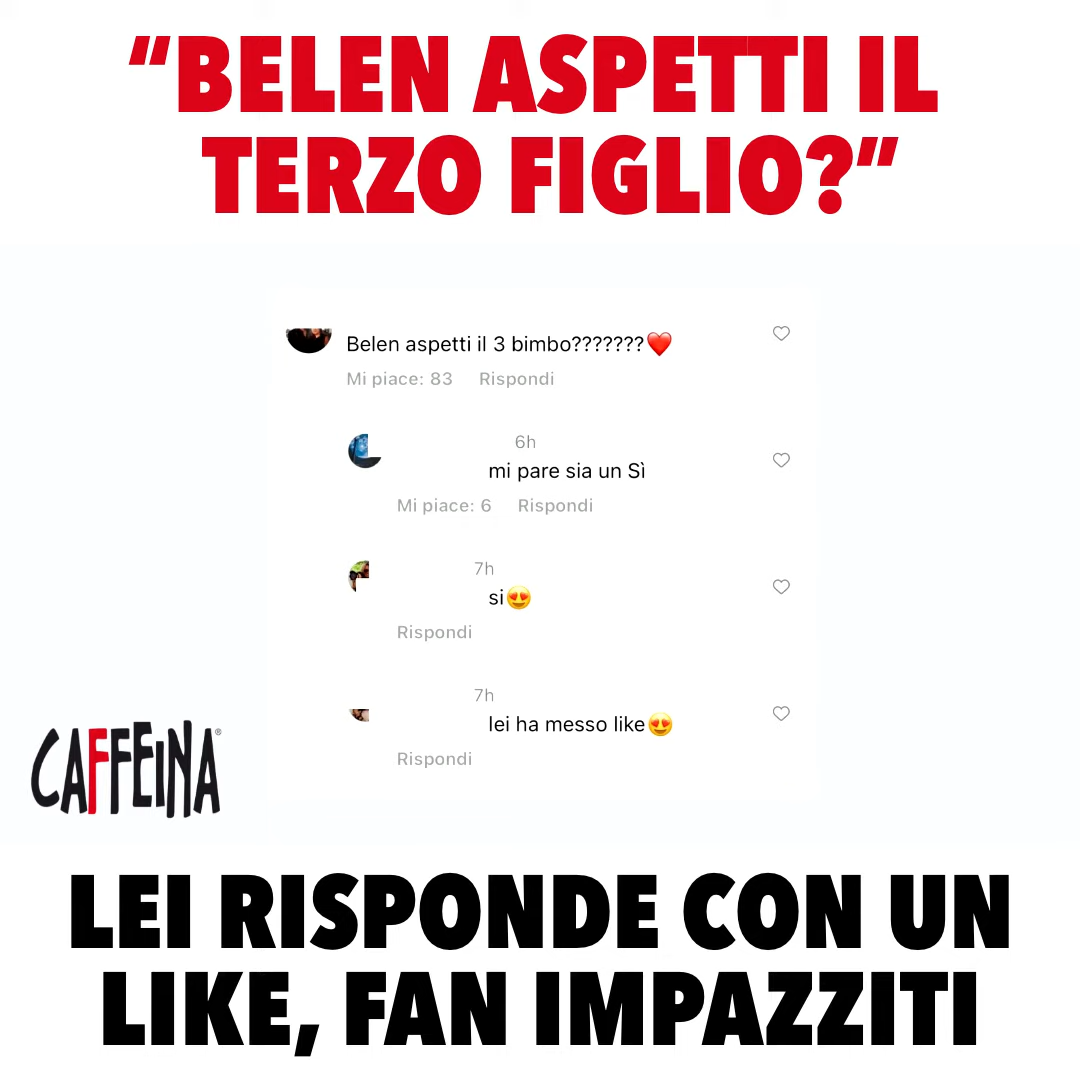 “BELEN ASPETTI IL
TERZO FIGLIO?”
Belen aspetti il 3 bimbo???????❤️
Mi piace: 83 Rispondi
6h
mi pare sia un Sì
Mi piace: 6 Rispondi
7h
si😍
Rispondi
7h
lei ha messo like😍
Rispondi
CAFFEINA®
LEI RISPONDE CON UN
LIKE, FAN IMPAZZITI